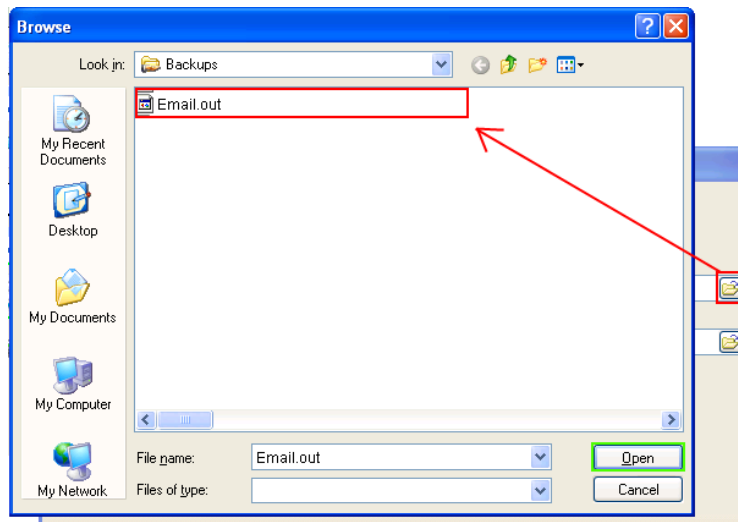 Browse
Look in: Backups
Email.out
My Recent
Documents
Desktop
My Documents
My Computer
My Network
File name: Email.out Open
Files of type: Cancel